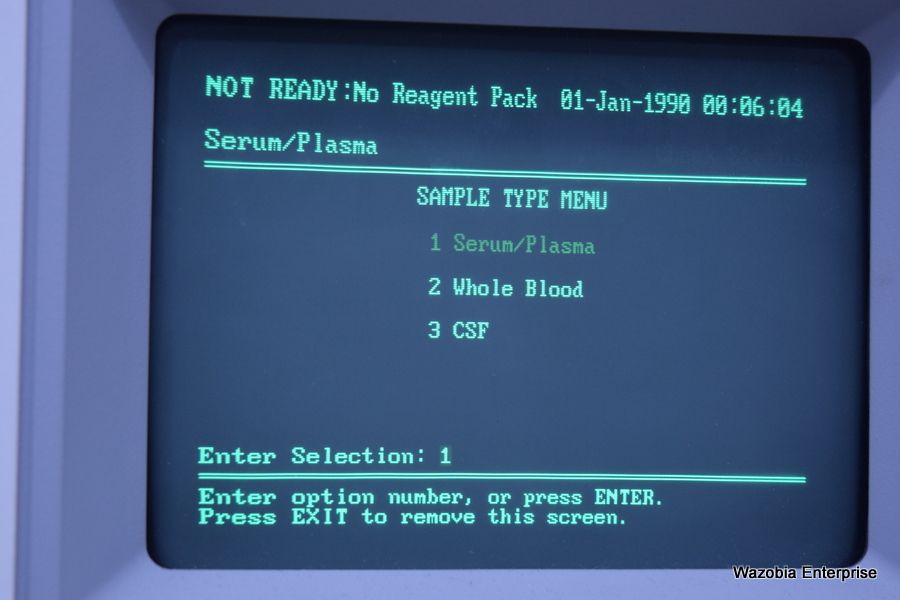 NOT READY:No Reagent Pack 01-Jan-1990 00:06:04
Serum/Plasma
SAMPLE TYPE MENU
1 Serum/Plasma
2 Whole Blood
3 CSF
Enter Selection: 1
Enter option number, or press ENTER.
Press EXIT to remove this screen.
Wazobia Enterprise